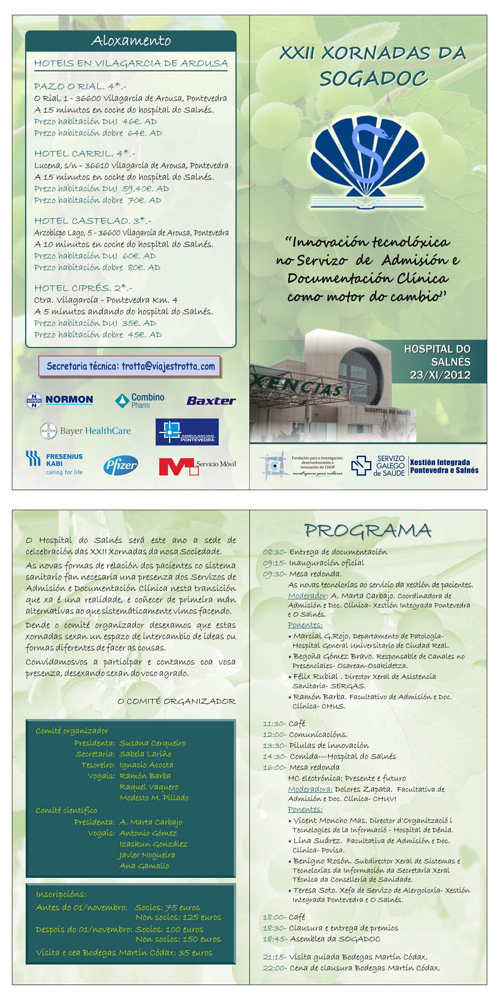 Aloxamento
HOTEIS EN VILAGARCIA DE AROUSA
PAZO O RIAL. 4*.-
O Rial, 1 - 36600 Vilagarcía de Arousa, Pontevedra
A 15 minutos en coche do hospital do Salnés.
Prezo habitación DUI 46€. AD
Prezo habitación dobre 64€. AD
HOTEL CARRIL. 4*.-
Lucena, s/n – 36610 Vilagarcía de Arousa, Pontevedra
A 15 minutos en coche do hospital do Salnés.
Prezo habitación DUI 59,40€. AD
Prezo habitación dobre 70€. AD
HOTEL CASTELAO. 3*.-
Arzobispo Lago, 5 - 36600 Vilagarcía de Arousa, Pontevedra
A 10 minutos en coche do hospital do Salnés.
Prezo habitación DUI 60€. AD
Prezo habitación dobre 80€. AD
HOTEL CIPRÉS. 2*.-
Ctra. Vilagarcía - Pontevedra Km. 4
A 5 minutos andando do hospital do Salnés.
Prezo habitación DUI 35€. AD
Prezo habitación dobre 45€. AD
Secretaria técnica: trotta@viajestrotta.com
NORMON NORMON
Combino
Pharm
Baxter
BAYER Bayer HealthCare
AMBULANCIAS
PONTEVEDRA
FRESENIUS
KABI
caring for life
Pfizer
Servicio Móvil
XXII XORNADAS DA
SOGADOC
“Innovación tecnolóxica
no Servizo de Admisión e
Documentación Clínica
como motor do cambio”
HOSPITAL DO
SALNÉS
23/XI/2012
XENCIAS
HOSPITAL DO SALNÉS
Fundación para a investigación,
desenvolvemento e
innovación do CHOP
investigamos para mellorar
SERVIZO
GALEGO
de SAÚDE
Xestión Integrada
Pontevedra e Salnés
O Hospital do Salnés será este ano a sede de
celcebración das XXII Xornadas da nosa Sociedade.
As novas formas de relación dos pacientes co sistema
sanitario fan necesaria una presenza dos Servizos de
Admisión e Documentación Clínica nesta transición
que xa é una realidade, e coñecer de primeira mán
alternativas ao que sistemáticamente vimos facendo.
Dende o comité organizador desexamos que estas
xornadas sexan un espazo de intercambio de ideas ou
formas diferentes de facer as cousas.
Convidamosvos a participar e contamos coa vosa
presenza, desexando sexan do voso agrado.
O COMITÉ ORGANIZADOR
Comité organizador
Presidenta: Susana Cerqueiro
Secretaria: Sabela Lariño
Tesoreiro: Ignacio Acosta
Vogais: Ramón Barba
Raquel Vaquero
Modesto M. Pillado
Comité científico
Presidenta: A. Marta Carbajo
Vogais: Antonio Gómez
Izaskun González
Javier Nogueira
Ana Gamallo
Inscripcións:
Antes do 01/novembro: Socios: 75 euros
Non socios: 125 euros
Despois do 01/novembro: Socios: 100 euros
Non socios: 150 euros
Visita e cea Bodegas Martín Códax: 35 euros
PROGRAMA
08:30- Entrega de documentación
09:15- Inauguración oficial
09:30- Mesa redonda.
As novas tecnoloxias ao servicio da xestión de pacientes.
Moderador: A. Marta Carbajo. Coordinadora de
Admisión e Doc. Clínica- Xestión Integrada Pontevedra
e O Salnés.
Ponentes:
• Marcial G.Rojo. Departamento de Patología-
Hospital General Universitario de Ciudad Real.
• Begoña Gómez Bravo. Responsable de Canales no
Presenciales- Osarean-Osakidetza.
• Félix Rubial . Director Xeral de Asistencia
Sanitaria- SERGAS.
• Ramón Barba. Facultativo de Admisión e Doc.
Clínica- CHUS.
11:30- Café
12:00- Comunicacións.
13:30- Pilulas de innovación
14:30- Comida---Hospital do Salnés
16:00- Mesa redonda
HC electrónica: Presente e futuro
Moderadora: Dolores Zapata. Facultativa de
Admisión e Doc. Clínica- CHUVI
Ponentes:
• Vicent Moncho Mas. Director d’Organització i
Tecnologies de la Informació - Hospital de Dénia.
• Lina Suárez. Facultativa de Admisión e Doc.
Clínica- Povisa.
• Benigno Rosón. Subdirector Xeral de Sistemas e
Tecnoloxías da Información da Secretaría Xeral
Técnica da Consellería de Sanidade.
• Teresa Soto. Xefa de Servizo de Alergoloxía- Xestión
Integrada Pontevedra e O Salnés.
18:00- Café
18:30- Clausura e entrega de premios
18:45- Asemblea da SOGADOC
21:15- Visita guiada Bodegas Martín Códax.
22:00- Cena de clausura Bodegas Martín Códax.